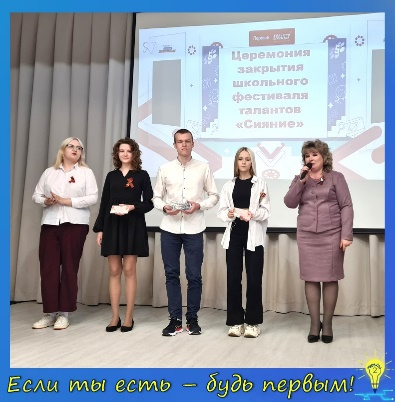 Церемония
закрытия
школьного
фестиваля
талантов
«Сияние»
Если ты есть – будь первым!